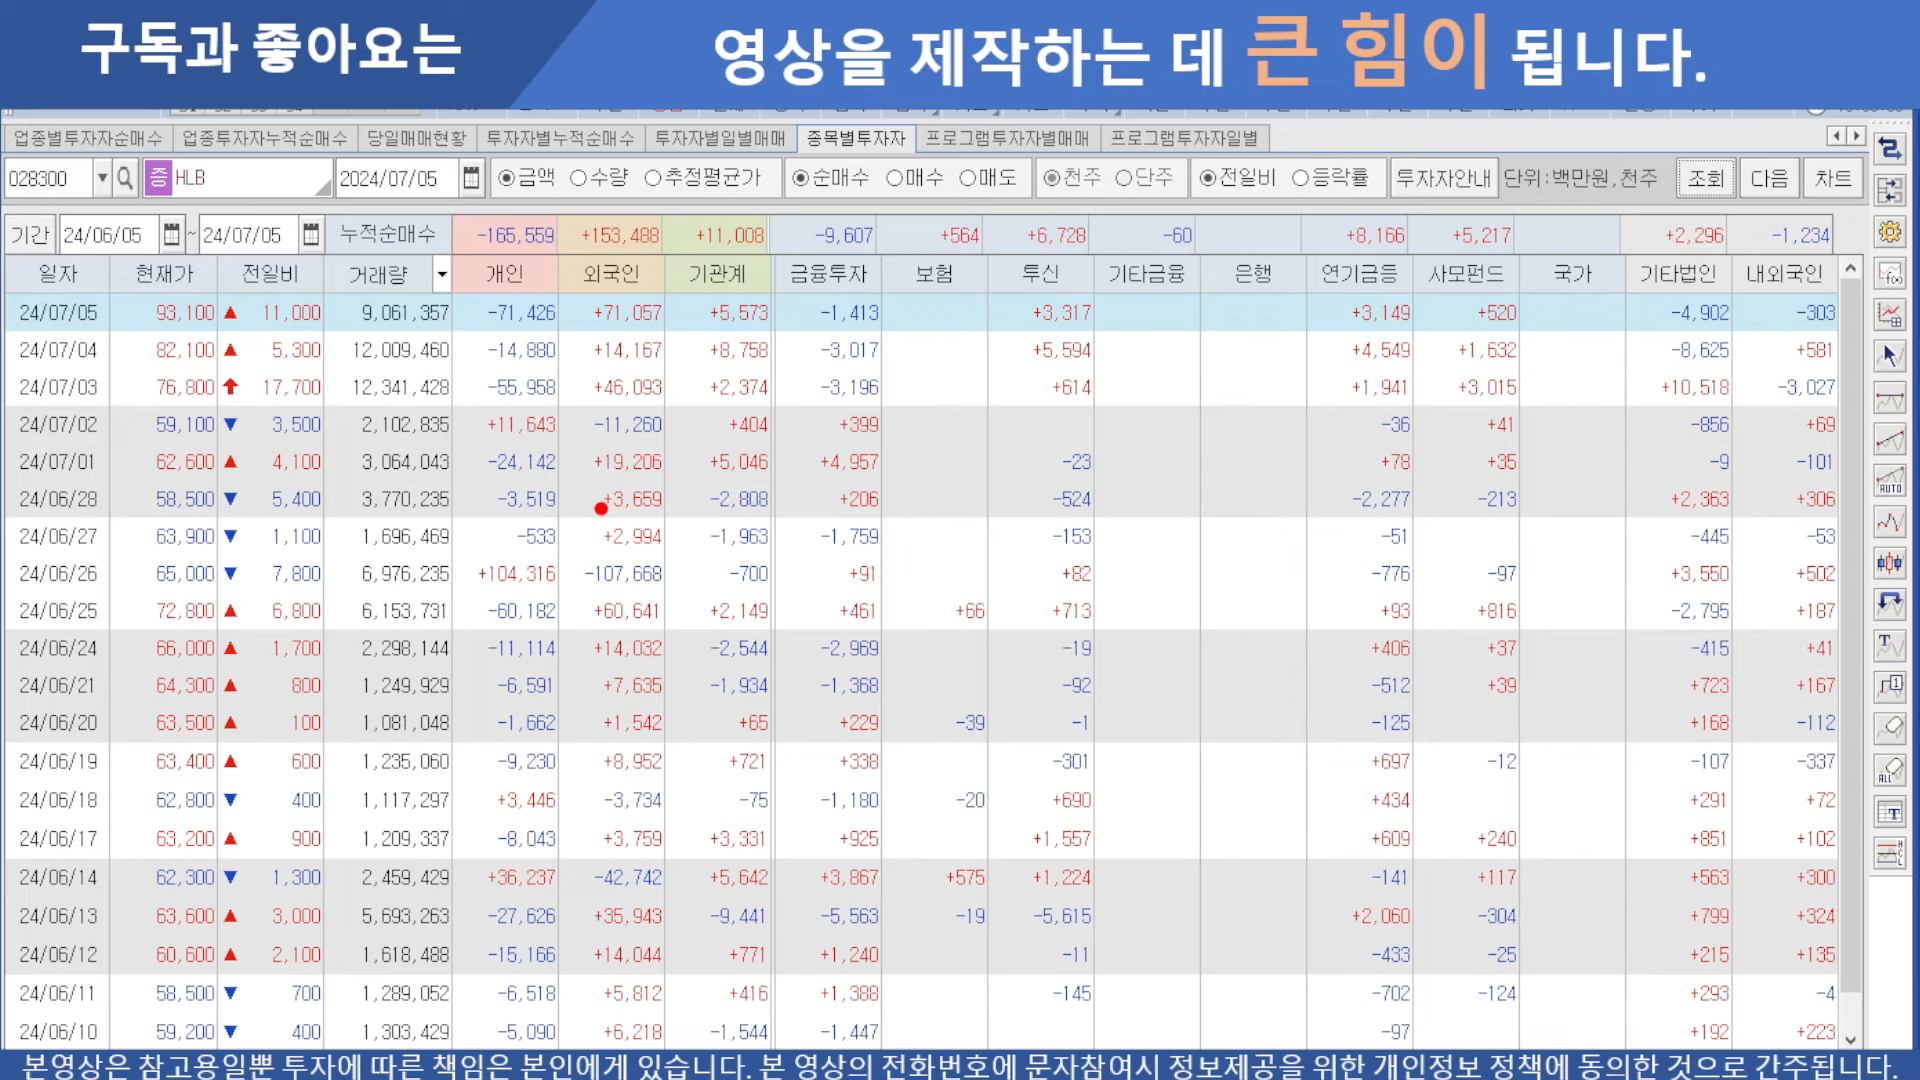 구독과 좋아요는
영상을 제작하는 데 큰 힘이 됩니다.
업종별투자자순매수 업종투자자누적순매수 당일매매현황 투자자별누적순매수 투자자별일별매매 종목별투자자 프로그램투자자별매매 프로그램투자자일별
028300 증 HLB 2024/07/05 금액 수량 추정평균가 순매수 매수 매도 천주 단주 전일비 등락률 투자자안내 단위:백만원,천주 조회 다음 차트
기간 24/06/05 ~ 24/07/05 누적순매수 -165,559 +153,488 +11,008 -9,607 +564 +6,728 -60 +8,166 +5,217 +2,296 -1,234
일자 현재가 전일비 거래량 개인 외국인 기관계 금융투자 보험 투신 기타금융 은행 연기금등 사모펀드 국가 기타법인 내외국인
24/07/05 93,100 ▲ 11,000 9,061,357 -71,426 +71,057 +5,573 -1,413 +3,317 +3,149 +520 -4,902 -303
24/07/04 82,100 ▲ 5,300 12,009,460 -14,880 +14,167 +8,758 -3,017 +5,594 +4,549 +1,632 -8,625 +581
24/07/03 76,800 ↑ 17,700 12,341,428 -55,958 +46,093 +2,374 -3,196 +614 +1,941 +3,015 +10,518 -3,027
24/07/02 59,100 ▼ 3,500 2,102,835 +11,643 -11,260 +404 +399 -36 +41 -856 +69
24/07/01 62,600 ▲ 4,100 3,064,043 -24,142 +19,206 +5,046 +4,957 -23 +78 +35 -9 -101
24/06/28 58,500 ▼ 5,400 3,770,235 -3,519 +3,659 -2,808 +206 -524 -2,277 -213 +2,363 +306
24/06/27 63,900 ▼ 1,100 1,696,469 -533 +2,994 -1,963 -1,759 -153 -51 -445 -53
24/06/26 65,000 ▼ 7,800 6,976,235 +104,316 -107,668 -700 +91 +82 -776 -97 +3,550 +502
24/06/25 72,800 ▲ 6,800 6,153,731 -60,182 +60,641 +2,149 +461 +66 +713 +93 +816 -2,795 +187
24/06/24 66,000 ▲ 1,700 2,298,144 -11,114 +14,032 -2,544 -2,969 -19 +406 +37 -415 +41
24/06/21 64,300 ▲ 800 1,249,929 -6,591 +7,635 -1,934 -1,368 -92 -512 +39 +723 +167
24/06/20 63,500 ▲ 100 1,081,048 -1,662 +1,542 +65 +229 -39 -1 -125 +168 -112
24/06/19 63,400 ▲ 600 1,235,060 -9,230 +8,952 +721 +338 -301 +697 -12 -107 -337
24/06/18 62,800 ▼ 400 1,117,297 +3,446 -3,734 -75 -1,180 -20 +690 +434 +291 +72
24/06/17 63,200 ▲ 900 1,209,337 -8,043 +3,759 +3,331 +925 +1,557 +609 +240 +851 +102
24/06/14 62,300 ▼ 1,300 2,459,429 +36,237 -42,742 +5,642 +3,867 +575 +1,224 -141 +117 +563 +300
24/06/13 63,600 ▲ 3,000 5,693,263 -27,626 +35,943 -9,441 -5,563 -19 -5,615 +2,060 -304 +799 +324
24/06/12 60,600 ▲ 2,100 1,618,488 -15,166 +14,044 +771 +1,240 -11 -433 -25 +215 +135
24/06/11 58,500 ▼ 700 1,289,052 -6,518 +5,812 +416 +1,388 -145 -702 -124 +293 -4
24/06/10 59,200 ▼ 400 1,303,429 -5,090 +6,218 -1,544 -1,447 -97 +192 +223
본영상은 참고용일뿐 투자에 따른 책임은 본인에게 있습니다. 본 영상의 전화번호에 문자참여시 정보제공을 위한 개인정보 정책에 동의한 것으로 간주됩니다.